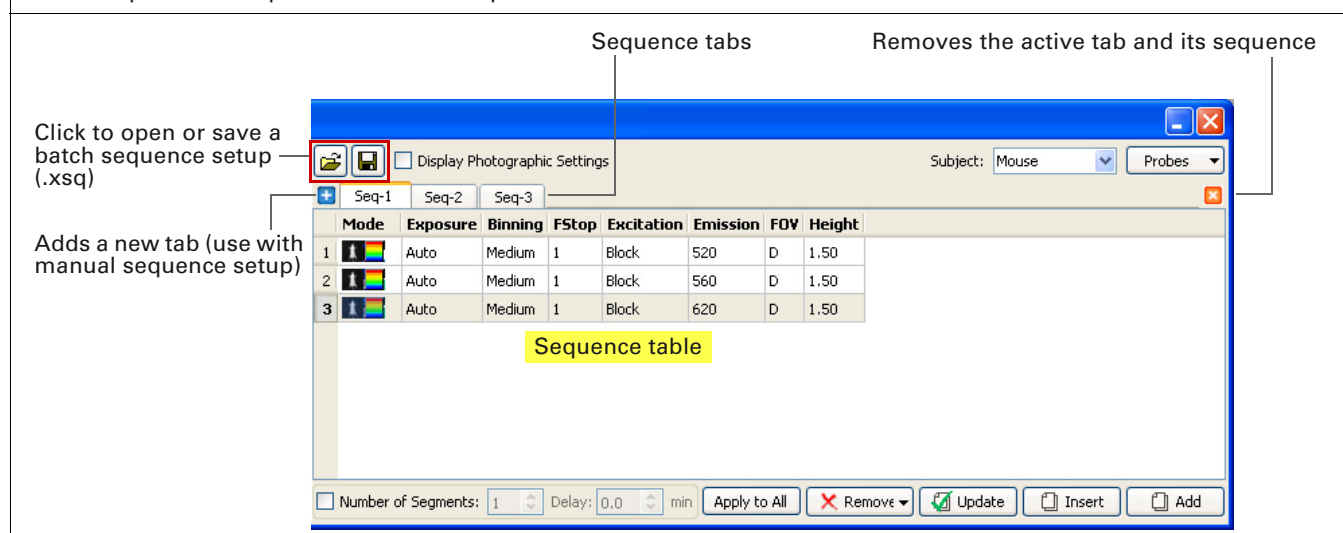 Sequence tabs
Removes the active tab and its sequence
Click to open or save a
batch sequence setup
(.xsq)
Display Photographic Settings
Subject: Mouse
Probes
Seq-1 Seq-2 Seq-3
Adds a new tab (use with
manual sequence setup)
Mode Exposure Binning FStop Excitation Emission FOV Height
1 Auto Medium 1 Block 520 D 1.50
2 Auto Medium 1 Block 560 D 1.50
3 Auto Medium 1 Block 620 D 1.50
Sequence table
Number of Segments: 1 Delay: 0.0 min Apply to All Remove Update Insert Add